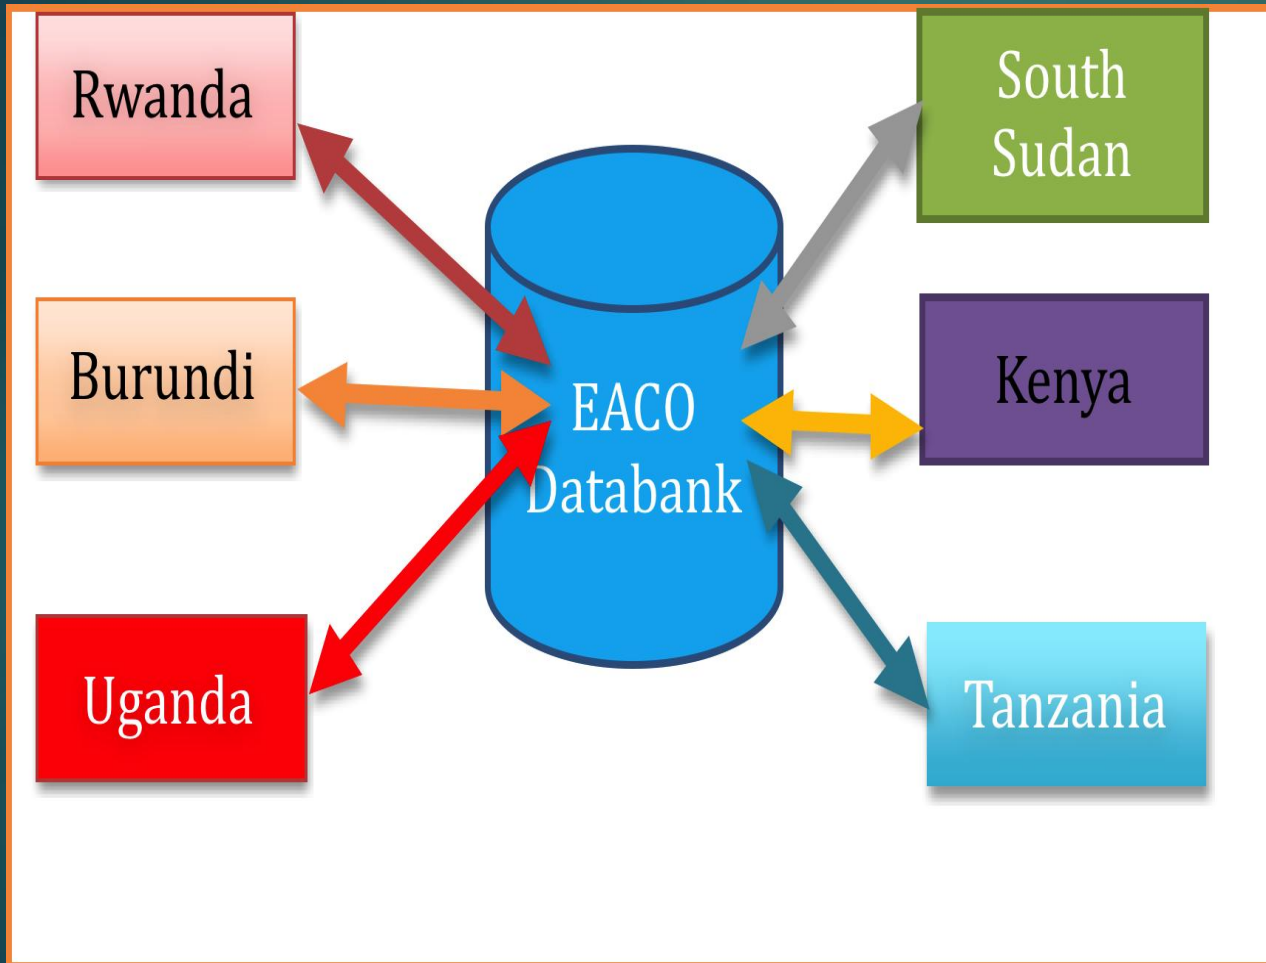 Rwanda
South
Sudan
Burundi
Kenya
EACO
Databank
Uganda
Tanzania